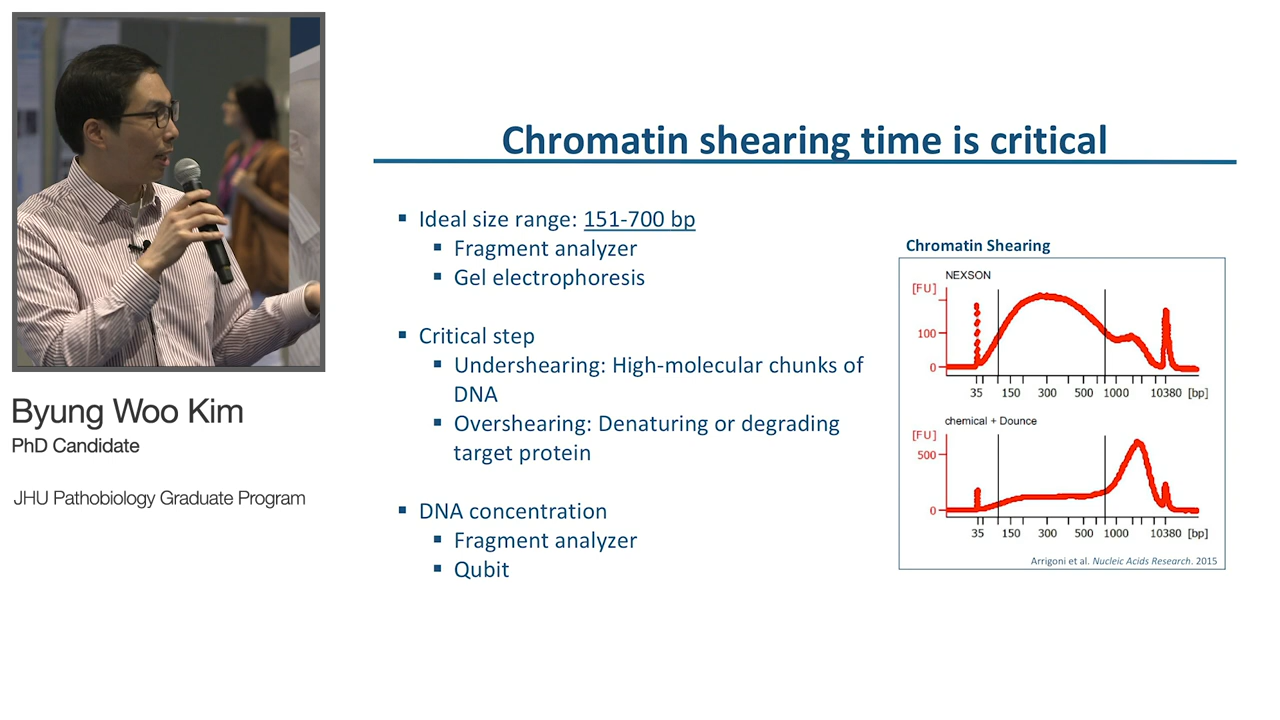 Chromatin shearing time is critical
▪ Ideal size range: 151-700 bp
▪ Fragment analyzer
▪ Gel electrophoresis
▪ Critical step
▪ Undershearing: High-molecular chunks of
DNA
▪ Overshearing: Denaturing or degrading
target protein
▪ DNA concentration
▪ Fragment analyzer
▪ Qubit
Chromatin Shearing
NEXSON
[FU]
100
0
35 150 300 500 1000 10380 [bp]
chemical + Dounce
[FU]
500
0
35 150 300 500 1000 10380 [bp]
Arrigoni et al. Nucleic Acids Research. 2015
Byung Woo Kim
PhD Candidate
JHU Pathobiology Graduate Program